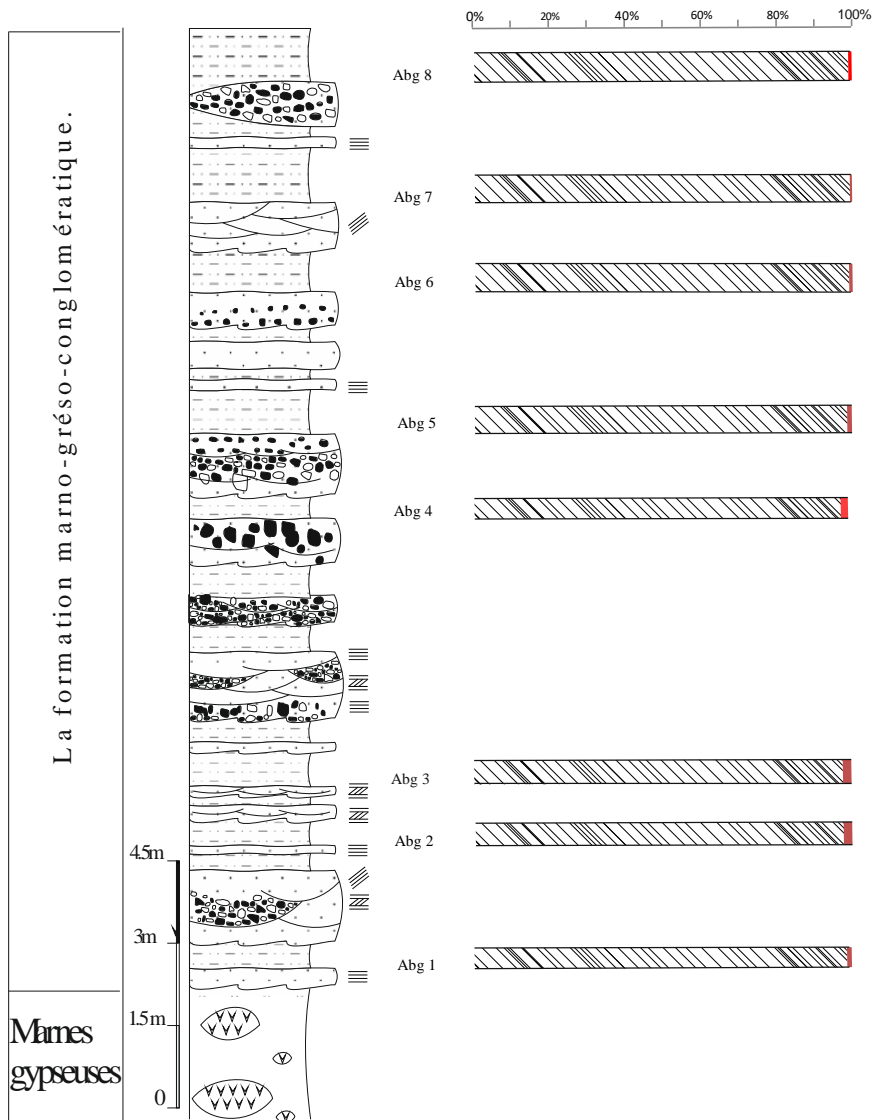 0% 20% 40% 60% 80% 100%
Abg 8
Abg 7
Abg 6
Abg 5
Abg 4
Abg 3
Abg 2
Abg 1
La formation marno-gréso-conglomératique.
4.5m
3m
1.5m
0
Marnes
gypseuses